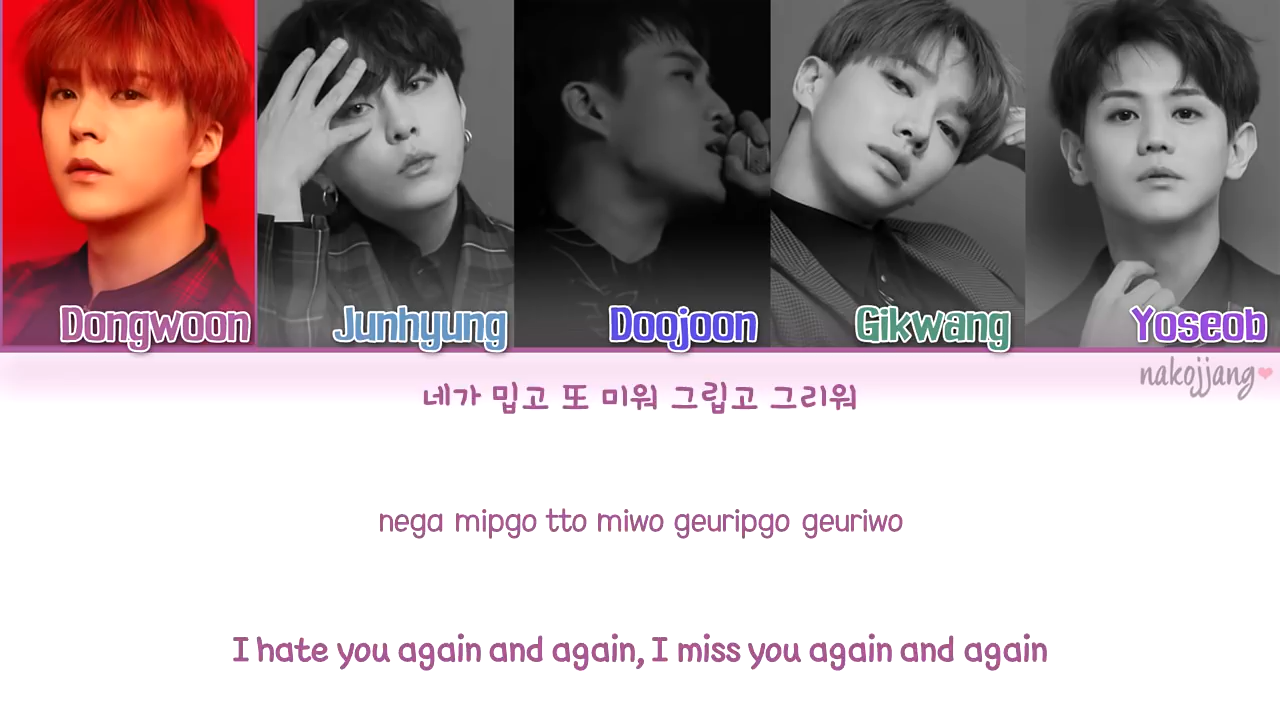 Dongwoon Junhyung Doojoon Gikwang Yoseob
nakojjang
네가 밉고 또 미워 그립고 그리워
nega mipgo tto miwo geuripgo geuriwo
I hate you again and again, I miss you again and again